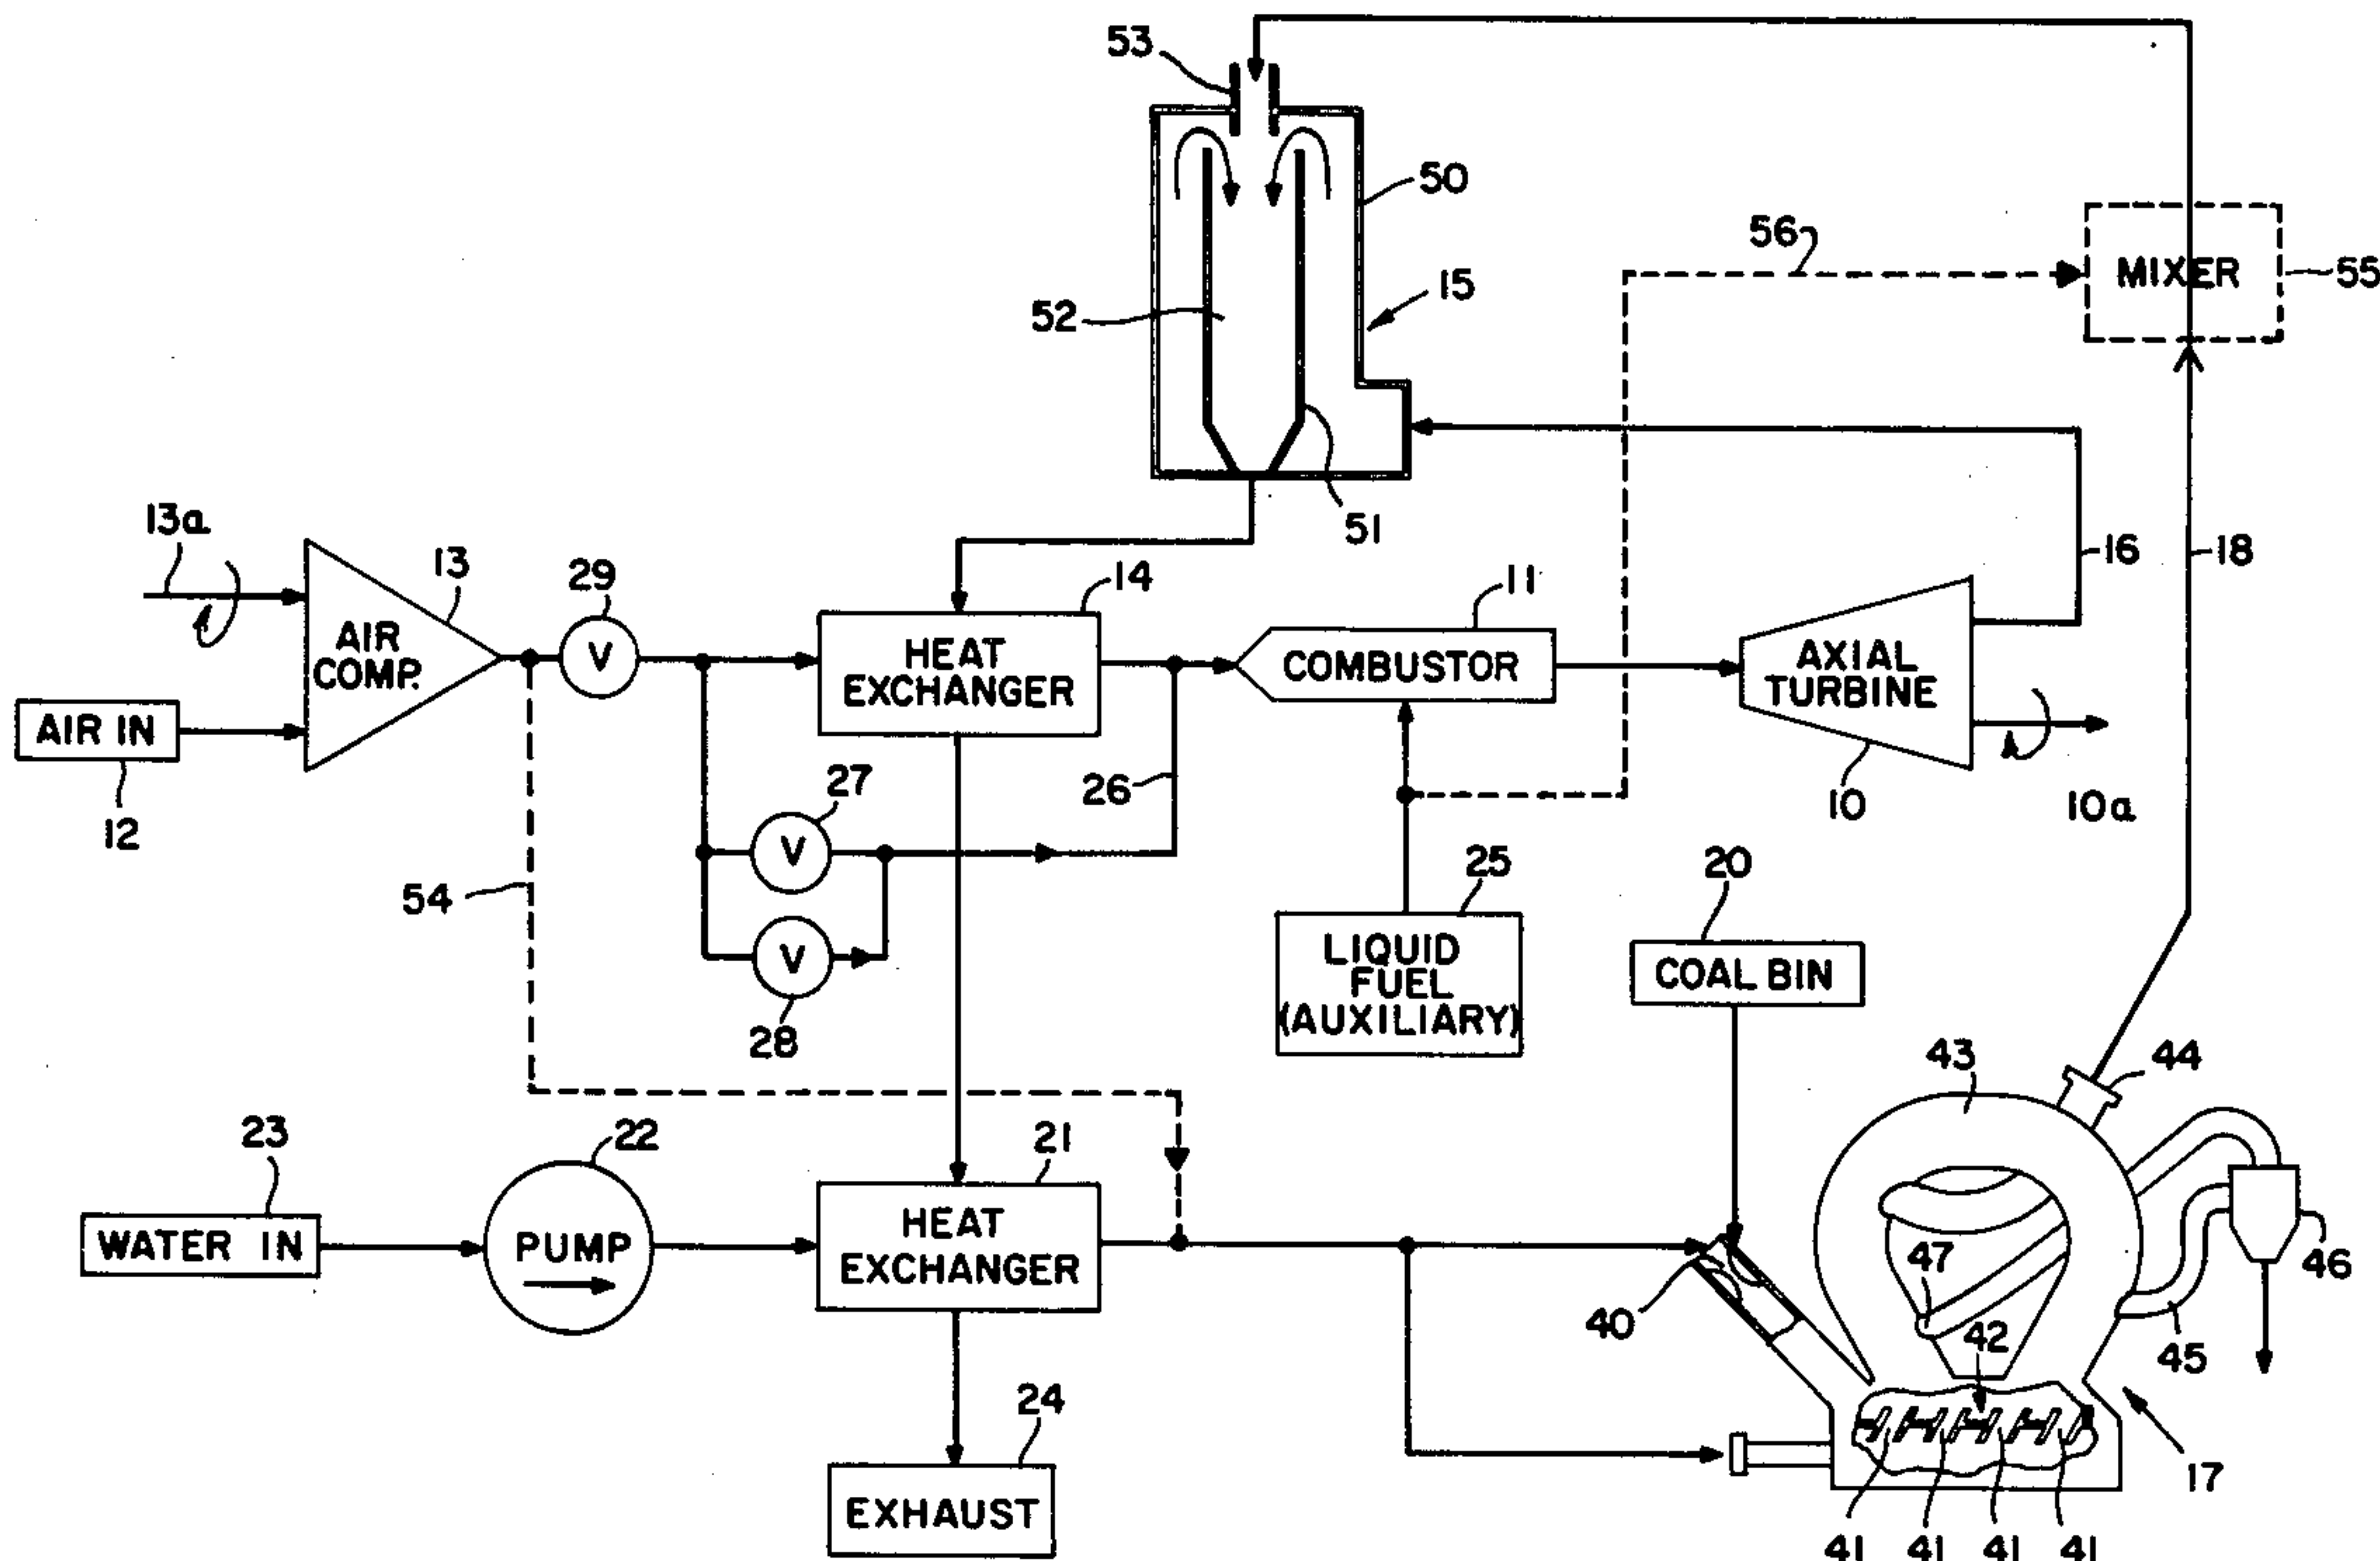 53
50
56
MIXER
55
15
52
51
13a
13
29
14
11
16
18
AIR
COMP.
V
HEAT
EXCHANGER
COMBUSTOR
AXIAL
TURBINE
AIR IN
12
27
26
10
10a
V
54
25
20
V
28
LIQUID
FUEL
(AUXILIARY)
COAL BIN
43
44
23
22
21
WATER IN
PUMP
HEAT
EXCHANGER
47
46
40
42
45
24
17
EXHAUST
41
41
41
41